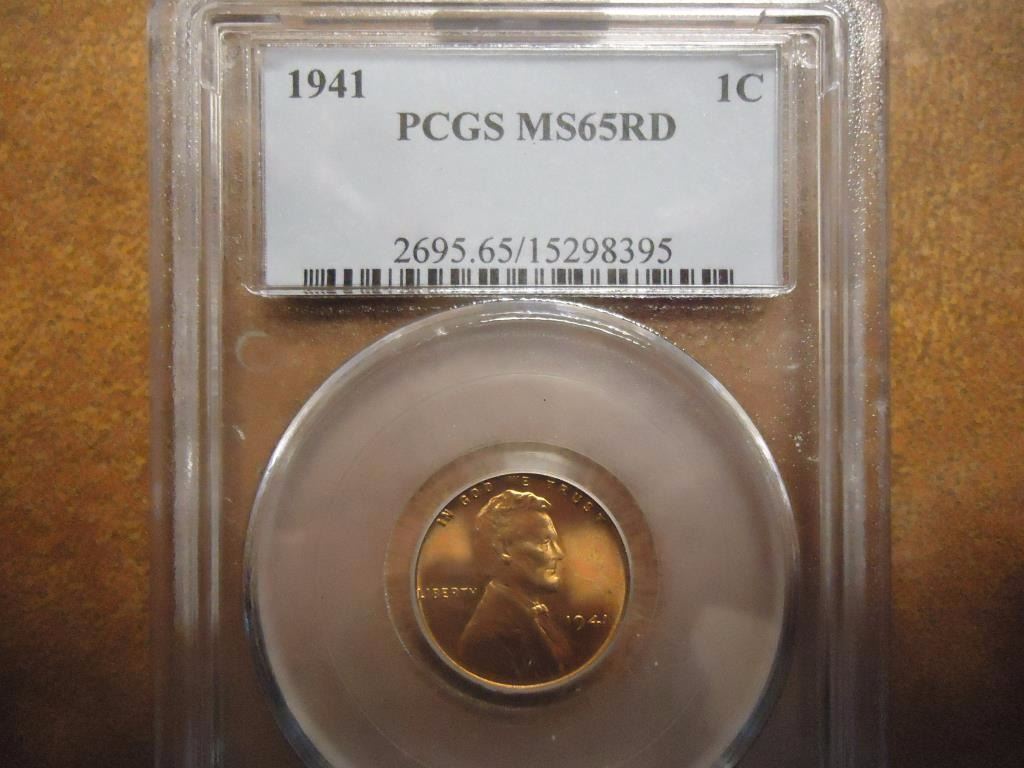 1941 1C
PCGS MS65RD
2695.65/15298395
IN GOD WE TRUST
LIBERTY
1941